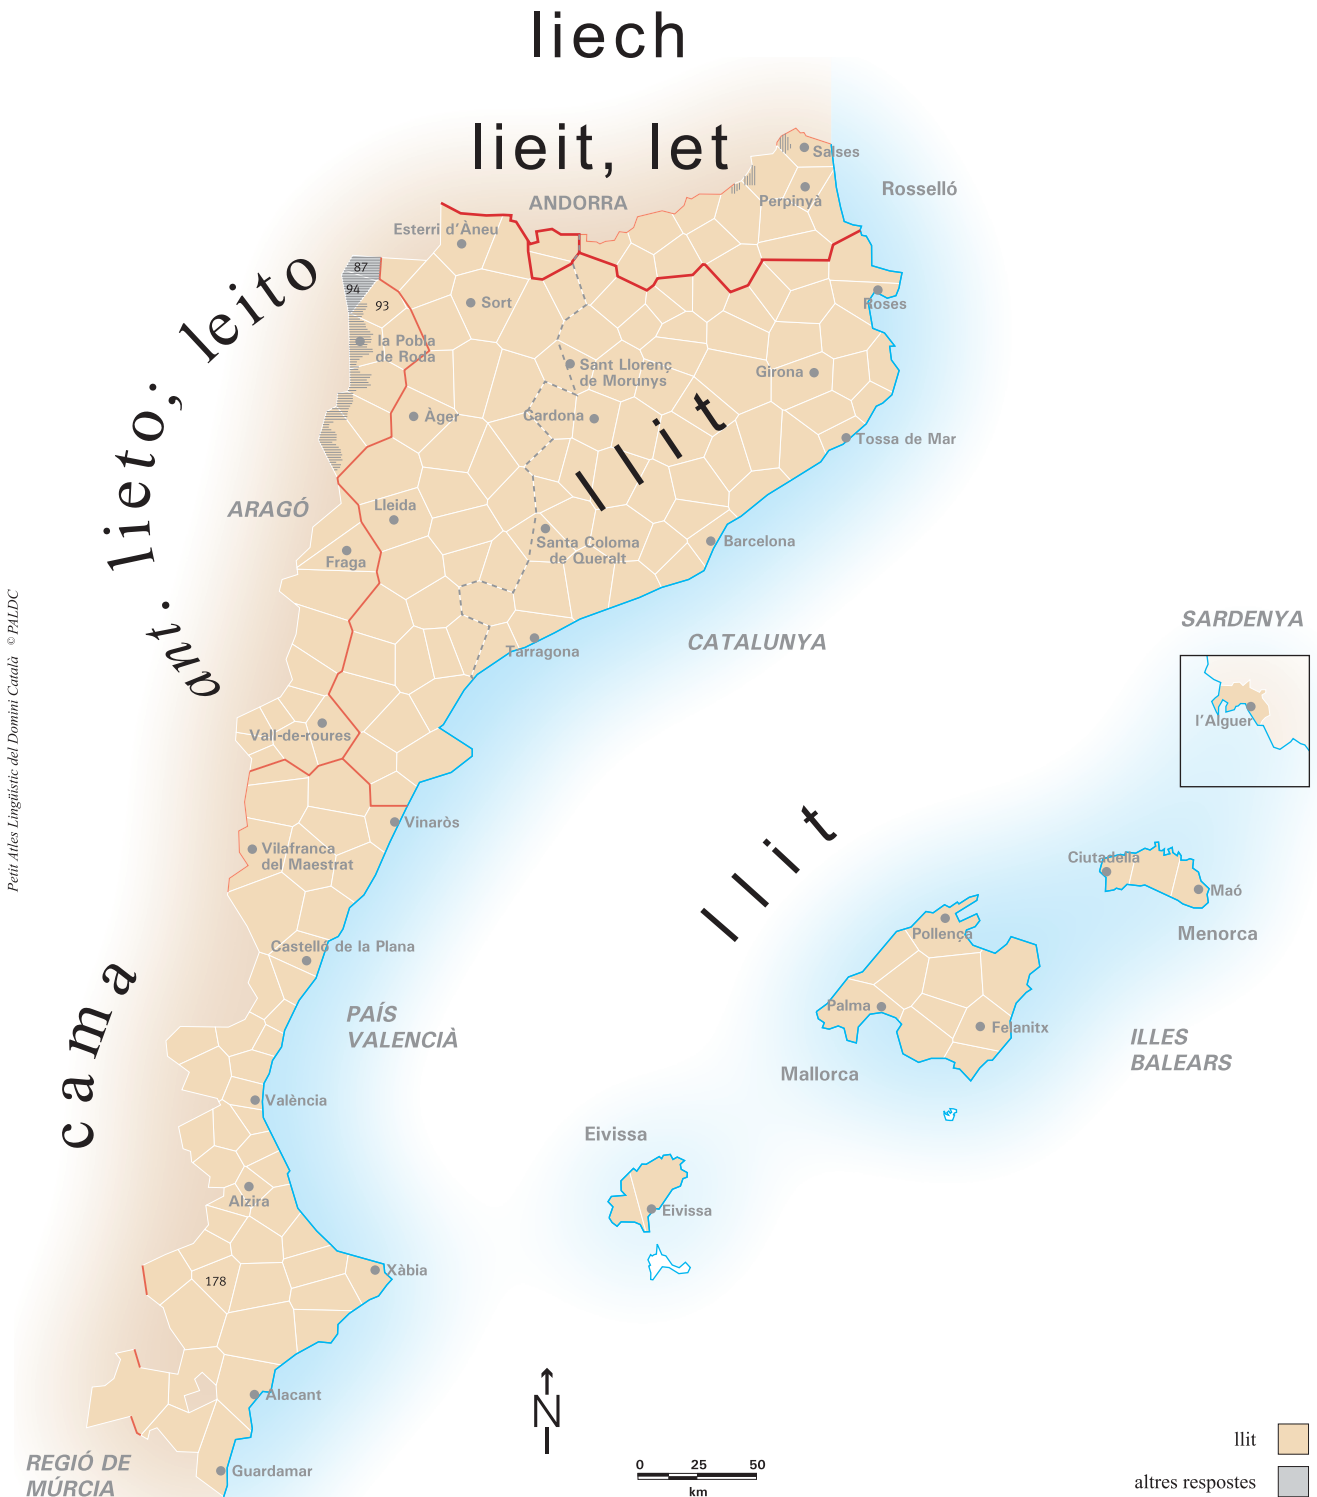 liech
lieit, let
ANDORRA
Salses
Rosselló
Perpinyà
Esterri d'Àneu
ant. lieto; leito
87
94
93
Sort
Roses
la Pobla
de Roda
Sant Llorenç
de Morunys
Girona
Àger
Cardona
llit
Tossa de Mar
ARAGÓ
Lleida
Santa Coloma
de Queralt
Barcelona
Fraga
Petit Atles Lingüístic del Domini Català © PALDC
CATALUNYA
Tarragona
SARDENYA
l'Alguer
Vall-de-roures
Vinaròs
Vilafranca
del Maestrat
llit
Ciutadella
Maó
Menorca
Pollença
Castelló de la Plana
cama
PAÍS
VALENCIÀ
Palma
Felanitx
ILLES
BALEARS
Mallorca
València
Eivissa
Alzira
Eivissa
Xàbia
178
Alacant
N
REGIÓ DE
MÚRCIA
Guardamar
0 25 50
km
llit
altres respostes